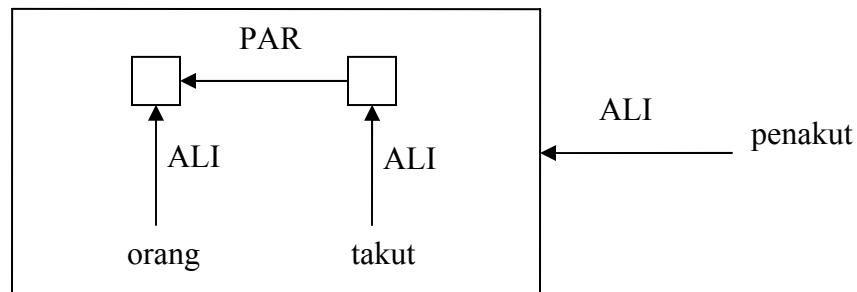 PAR
ALI
ALI
ALI
penakut
orang
takut